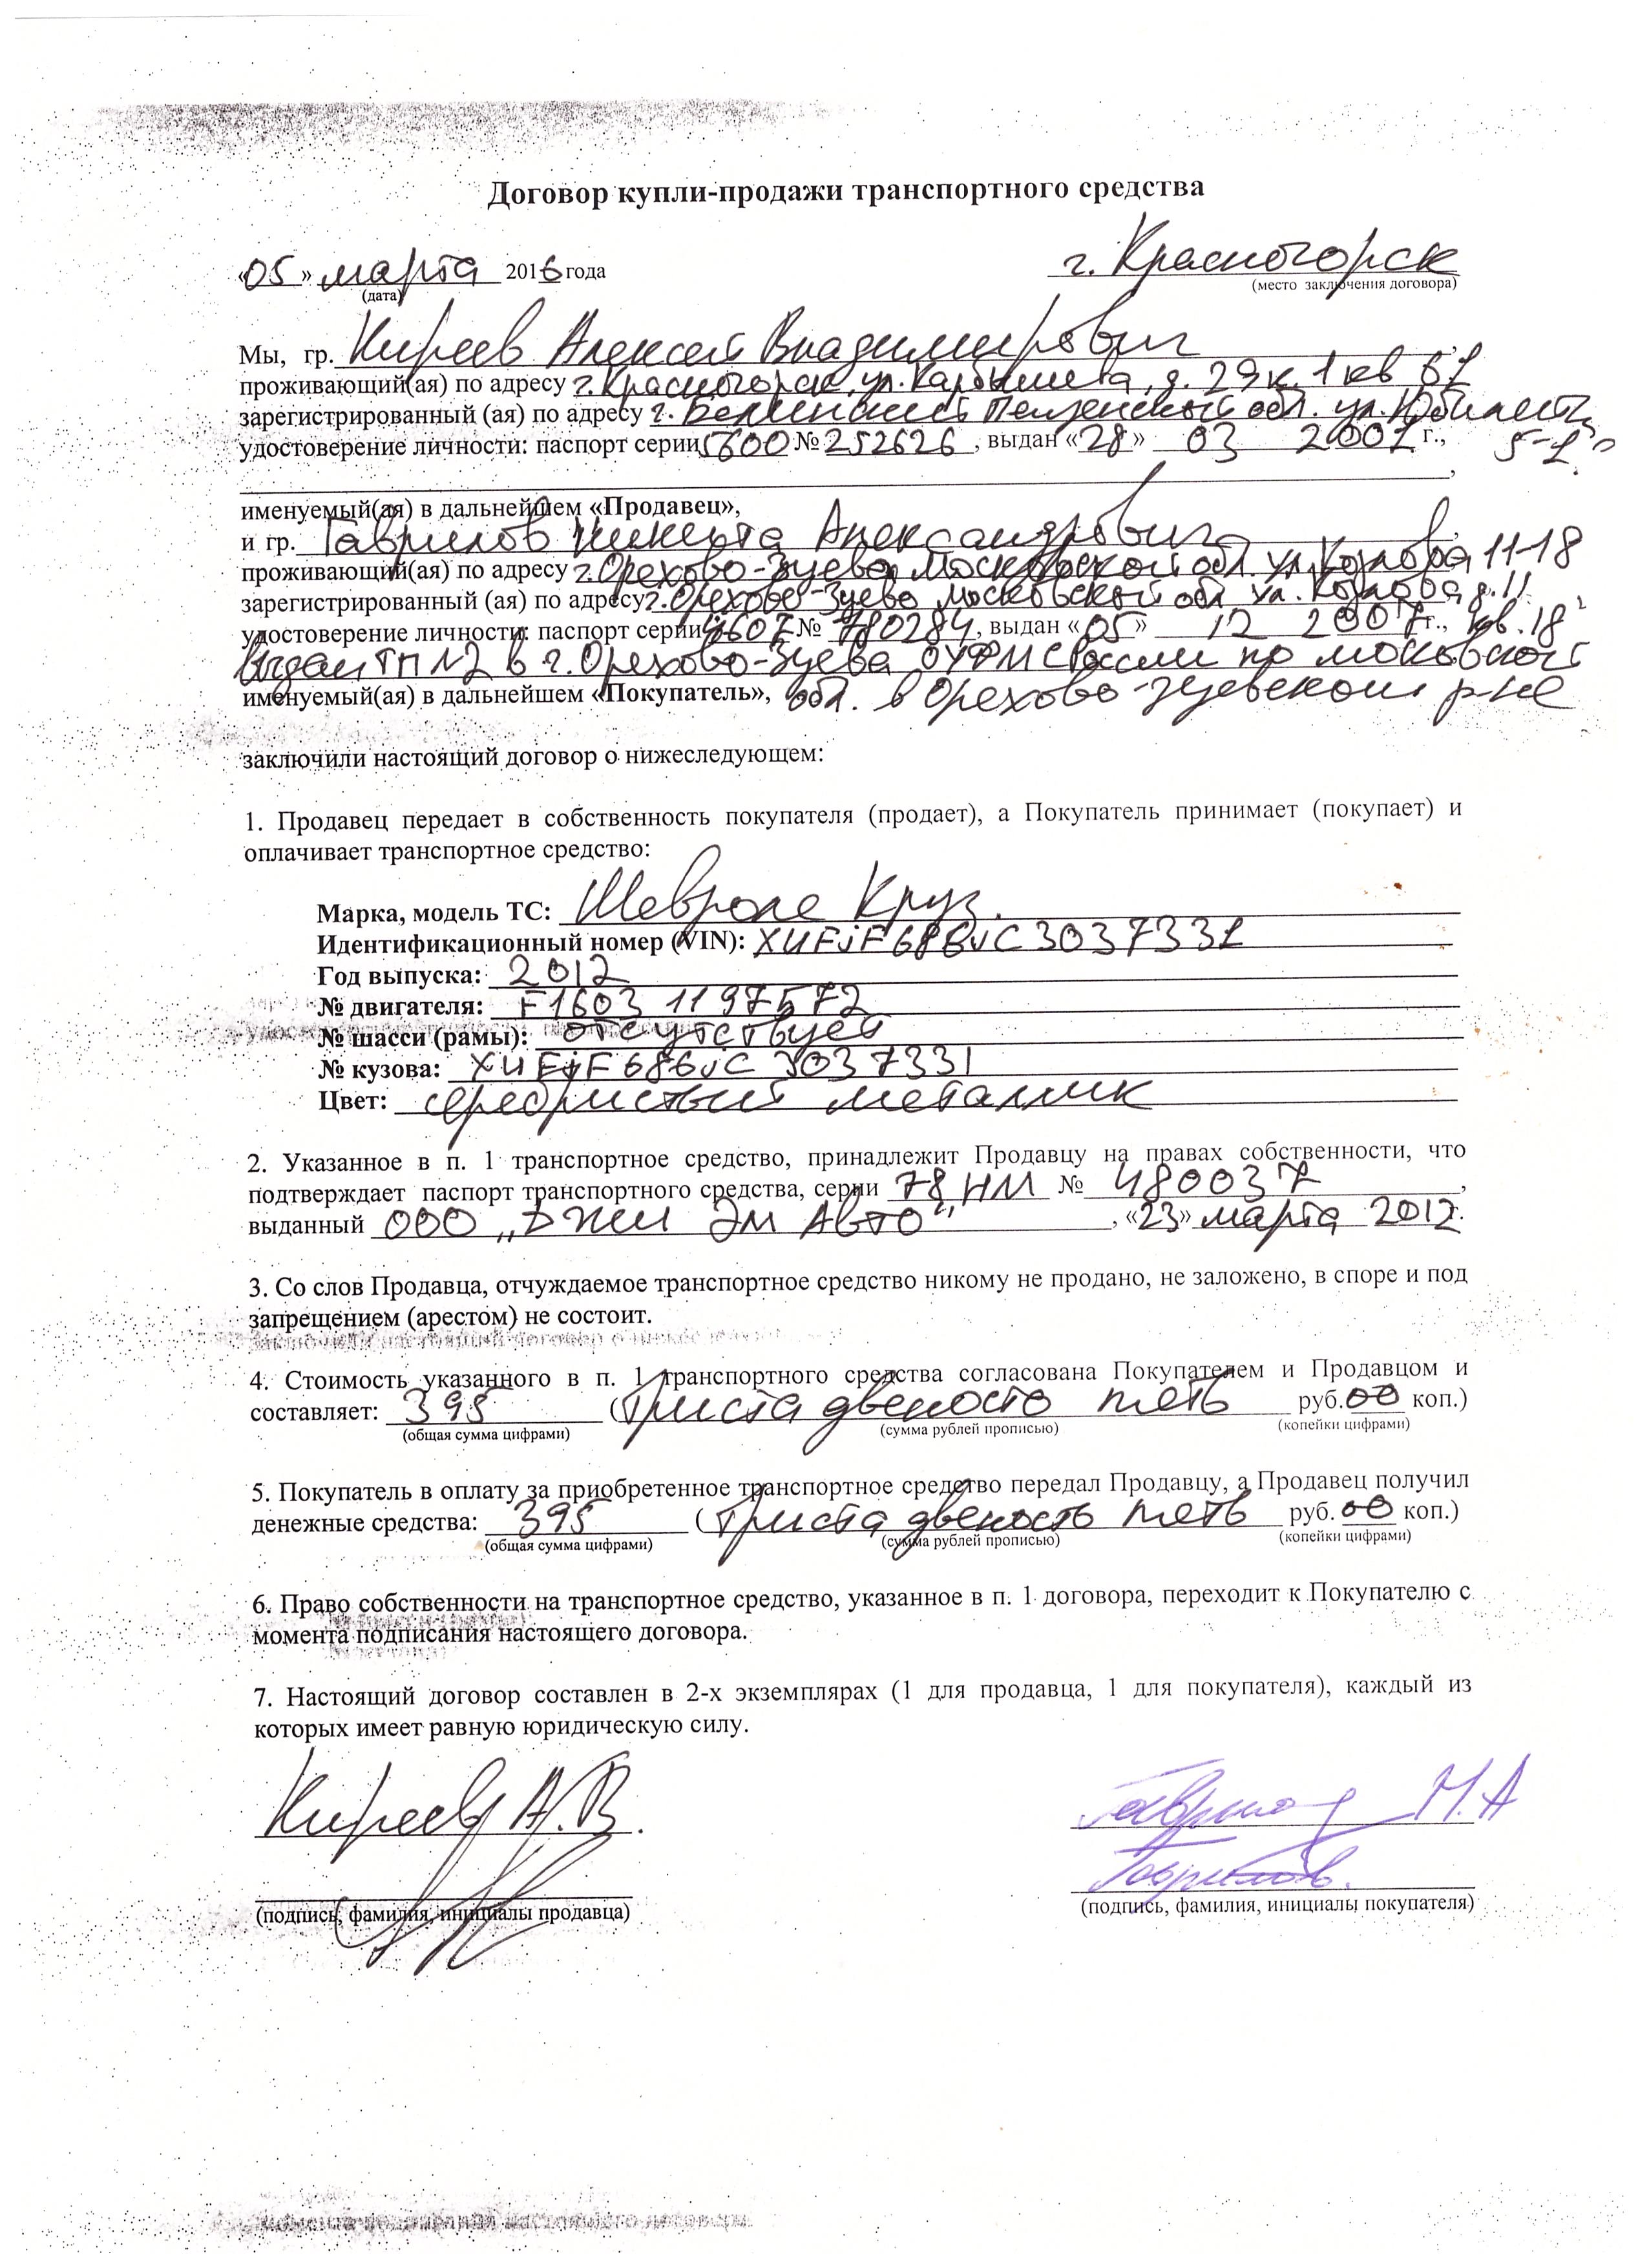 Договор купли-продажи транспортного средства
«05» марта 2016 года г. Красногорск
(дата) (место заключения договора)
Мы, гр. Киреев Алексей Владимирович,
проживающий(ая) по адресу г. Красногорск, ул. Карбышева, д. 29 к. 1 кв 61
зарегистрированный (ая) по адресу г. Белинский Пензенской обл. ул. Юбилейная
удостоверение личности: паспорт серии 5600 № 252626, выдан «28» 03 2001 г., 5-1
именуемый(ая) в дальнейшем «Продавец»,
и гр. Гаврилов Никита Александрович,
проживающий(ая) по адресу г. Орехово-Зуево Московской обл. ул. Козлова 11-18
зарегистрированный (ая) по адресу г. Орехово-Зуево Московской обл ул. Козлова д. 11
удостоверение личности: паспорт серии 4607 № 780284, выдан «05» 12 2007 г., кв. 18
Выдан ТП №2 в г. Орехово-Зуева ОУФМС России по московской
именуемый(ая) в дальнейшем «Покупатель», обл. в Орехово-Зуевском р-не
заключили настоящий договор о нижеследующем:
1. Продавец передает в собственность покупателя (продает), а Покупатель принимает (покупает) и
оплачивает транспортное средство:
Марка, модель ТС: Шевроле Круз.
Идентификационный номер (VIN): XUFJF686JC3037331
Год выпуска: 2012
№ двигателя: F1603 1197572
№ шасси (рамы): отсутствует
№ кузова: XUFJF686JC 3037331
Цвет: серебристый металлик
2. Указанное в п. 1 транспортное средство, принадлежит Продавцу на правах собственности, что
подтверждает паспорт транспортного средства, серии 78 НМ № 480037,
выданный ООО „Джи Эм Авто“, «23» марта 2012г.
3. Со слов Продавца, отчуждаемое транспортное средство никому не продано, не заложено, в споре и под
запрещением (арестом) не состоит.
4. Стоимость указанного в п. 1 транспортного средства согласована Покупателем и Продавцом и
составляет: 395 (Триста двеносто пять руб. 00 коп.)
(общая сумма цифрами) (сумма рублей прописью) (копейки цифрами)
5. Покупатель в оплату за приобретенное транспортное средство передал Продавцу, а Продавец получил
денежные средства: 395 (Триста двеность пять руб. 00 коп.)
(общая сумма цифрами) (сумма рублей прописью) (копейки цифрами)
6. Право собственности на транспортное средство, указанное в п. 1 договора, переходит к Покупателю с
момента подписания настоящего договора.
7. Настоящий договор составлен в 2-х экземплярах (1 для продавца, 1 для покупателя), каждый из
которых имеет равную юридическую силу.
Киреев А.В. Гаврилов Н.А
Гаврилов.
(подпись, фамилия, инициалы продавца) (подпись, фамилия, инициалы покупателя)